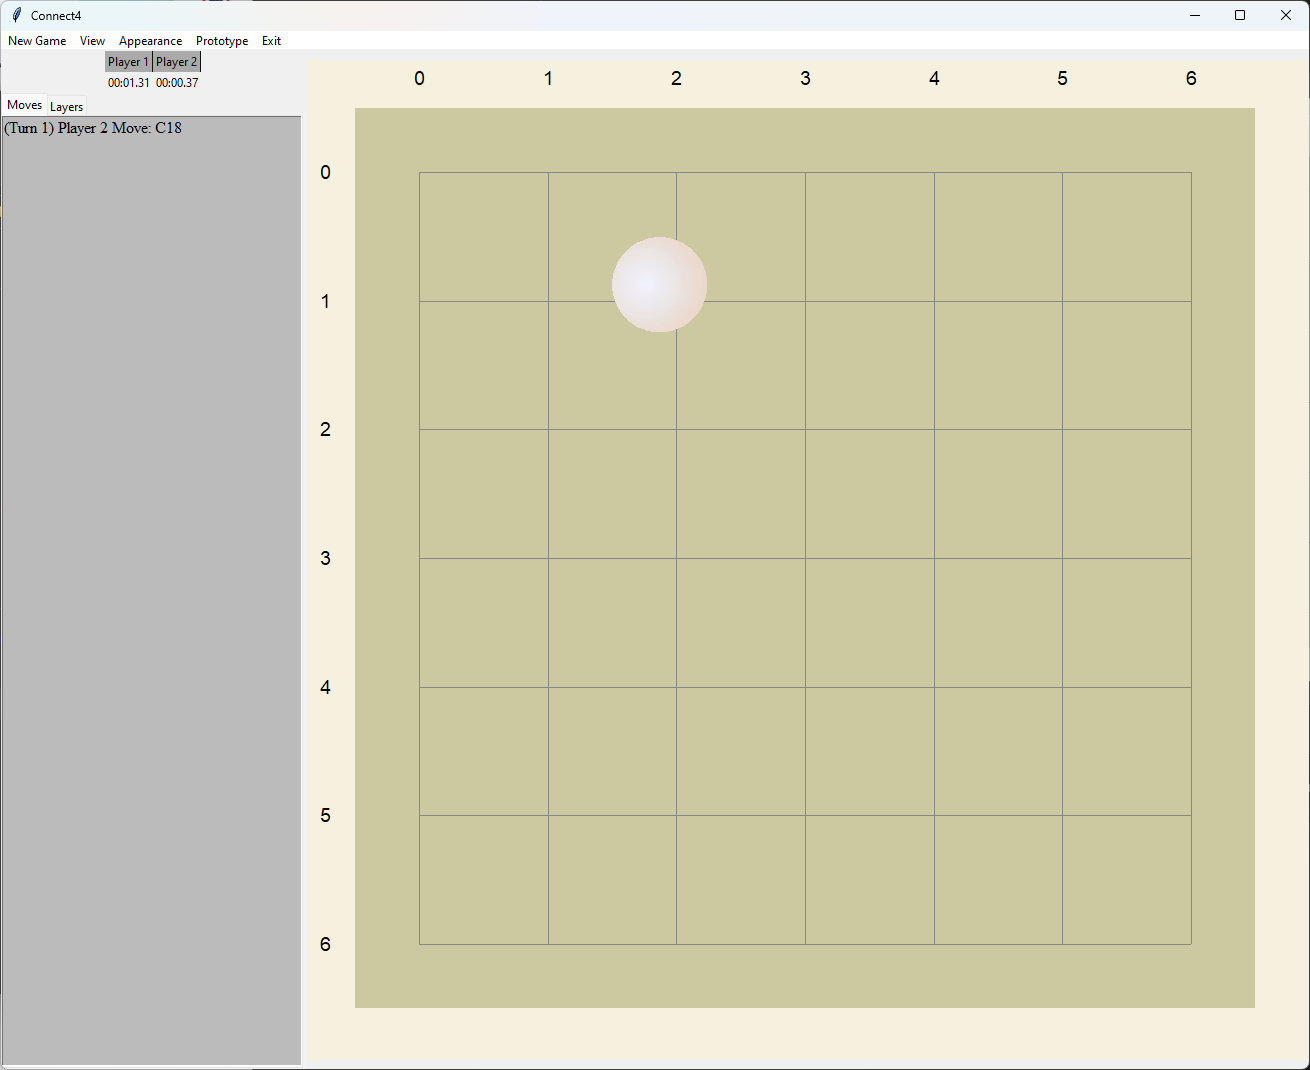 Connect4
New Game View Appearance Prototype Exit
Player 1 Player 2
00:01.31 00:00.37
Moves Layers
(Turn 1) Player 2 Move: C18
0 1 2 3 4 5 6
0
1
2
3
4
5
6